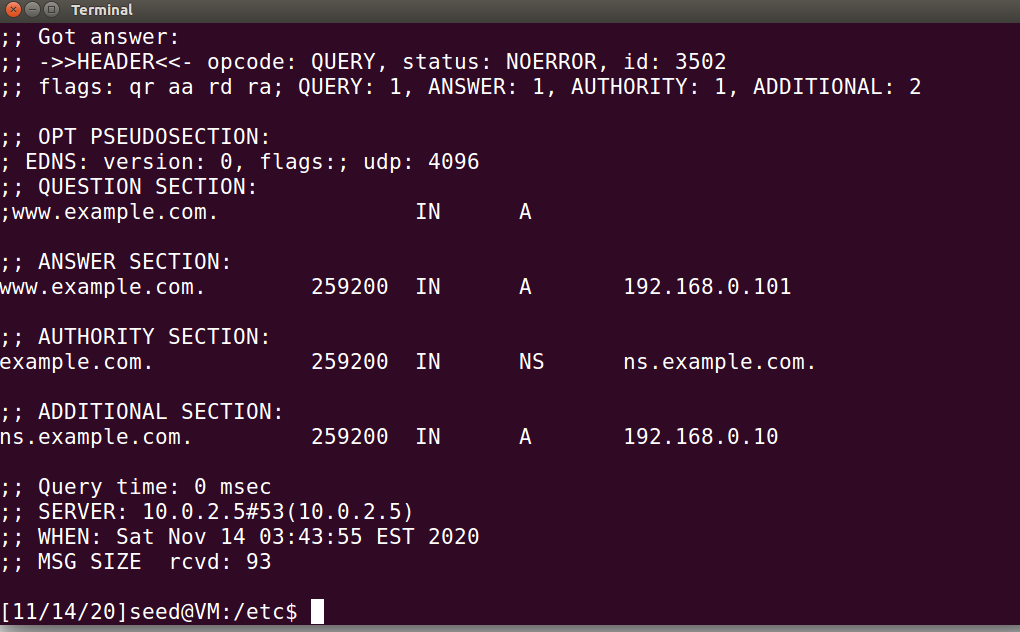 Terminal
;; Got answer:
;; ->>HEADER<<- opcode: QUERY, status: NOERROR, id: 3502
;; flags: qr aa rd ra; QUERY: 1, ANSWER: 1, AUTHORITY: 1, ADDITIONAL: 2

;; OPT PSEUDOSECTION:
; EDNS: version: 0, flags:; udp: 4096
;; QUESTION SECTION:
;www.example.com.		IN	A

;; ANSWER SECTION:
www.example.com.	259200	IN	A	192.168.0.101

;; AUTHORITY SECTION:
example.com.		259200	IN	NS	ns.example.com.

;; ADDITIONAL SECTION:
ns.example.com.		259200	IN	A	192.168.0.10

;; Query time: 0 msec
;; SERVER: 10.0.2.5#53(10.0.2.5)
;; WHEN: Sat Nov 14 03:43:55 EST 2020
;; MSG SIZE  rcvd: 93

[11/14/20]seed@VM:/etc$